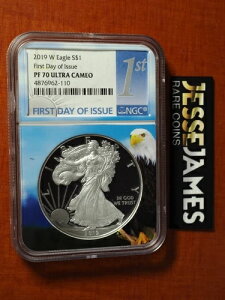 2019 W Eagle S$1
First Day of Issue
PF 70 ULTRA CAMEO
4876962-110
1st
FIRST DAY OF ISSUE
NGC
LIBERTY
IN GOD
WE TRUST
2019
JESSE JAMES
RARE COINS